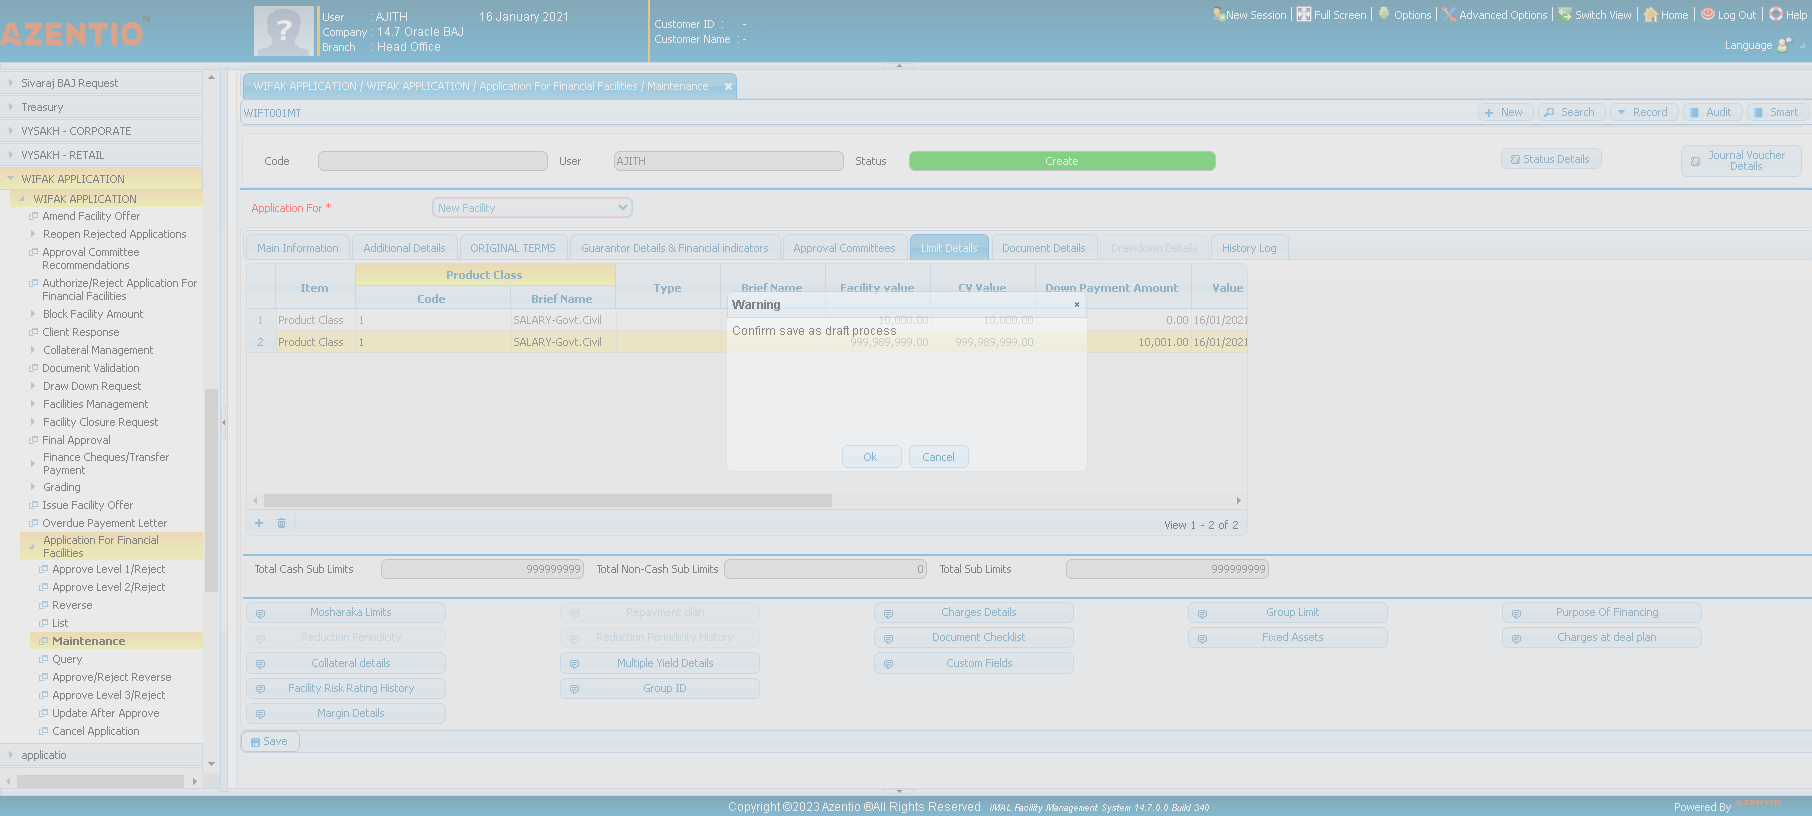 AZENTIO™
User : AJITH 16 January 2021
Company : 14.7 Oracle BAJ
Branch : Head Office
Customer ID : -
Customer Name : -
New Session Full Screen Options Advanced Options Switch View Home Log Out Help
Language
Sivaraj BAJ Request
Treasury
VYSAKH - CORPORATE
VYSAKH - RETAIL
WIFAK APPLICATION
WIFAK APPLICATION
Amend Facility Offer
Reopen Rejected Applications
Approval Committee
Recommendations
Authorize/Reject Application For
Financial Facilities
Block Facility Amount
Client Response
Collateral Management
Document Validation
Draw Down Request
Facilities Management
Facility Closure Request
Final Approval
Finance Cheques/Transfer
Payment
Grading
Issue Facility Offer
Overdue Payement Letter
Application For Financial
Facilities
Approve Level 1/Reject
Approve Level 2/Reject
Reverse
List
Maintenance
Query
Approve/Reject Reverse
Approve Level 3/Reject
Update After Approve
Cancel Application
applicatio
WIFAK APPLICATION / WIFAK APPLICATION / Application For Financial Facilities / Maintenance
WIFT001MT
New Search Record Audit Smart
Code User AJITH Status Create
Status Details
Journal Voucher
Details
Application For * New Facility
Main Information Additional Details ORIGINAL TERMS Guarantor Details & Financial indicators Approval Committees Limit Details Document Details Drawdown Details History Log
Product Class
Item Type Brief Name Facility value CV Value Down Payment Amount Value
Code Brief Name
1 Product Class 1 SALARY-Govt.Civil 10,000.00 10,000.00 0.00 16/01/2021
2 Product Class 1 SALARY-Govt.Civil 999,989,999.00 999,989,999.00 10,001.00 16/01/2021
Warning
Confirm save as draft process
Ok Cancel
View 1 - 2 of 2
Total Cash Sub Limits 999999999 Total Non-Cash Sub Limits 0 Total Sub Limits 999999999
Mosharaka Limits Repayment plan Charges Details Group Limit Purpose Of Financing
Reduction Periodicity Reduction Periodicity History Document Checklist Fixed Assets Charges at deal plan
Collateral details Multiple Yield Details Custom Fields
Facility Risk Rating History Group ID
Margin Details
Save
Copyright ©2023 Azentio ®All Rights Reserved iMAL Facility Management System 14.7.0.0 Build 340
Powered By AZENTIO